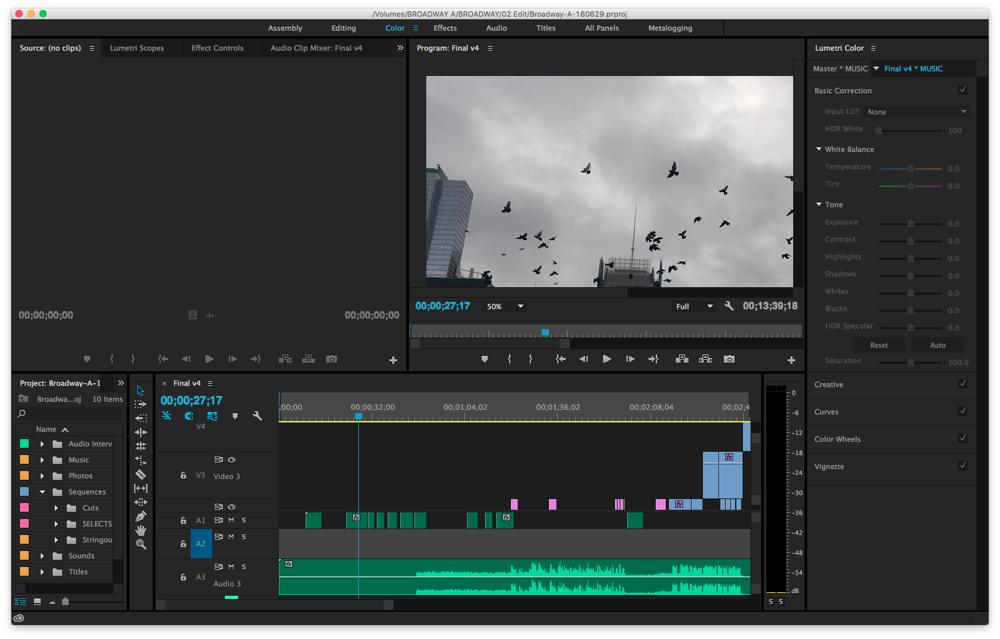 /Volumes/BROADWAY A/BROADWAY/02 Edit/Broadway-A-160629.prproj
Assembly Editing Color Effects Audio Titles All Panels Metalogging
Source: (no clips) Lumetri Scopes Effect Controls Audio Clip Mixer: Final v4
00;00;00;00 00;00;00;00
Program: Final v4
00;00;27;17 50% Full 00;13;39;18
Lumetri Color
Master * MUSIC Final v4 * MUSIC
Basic Correction
Input LUT None
HDR White 100
White Balance
Temperature 0.0
Tint 0.0
Tone
Exposure 0.0
Contrast 0.0
Highlights 0.0
Shadows 0.0
Whites 0.0
Blacks 0.0
HDR Specular 0.0
Reset Auto
Saturation 100.0
Creative
Curves
Color Wheels
Vignette
Project: Broadway-A-1
Broadwa...oj 10 Items
Name
Audio Interv
Music
Photos
Sequences
Cuts
SELECTS
Stringou
Sounds
Titles
× Final v4
00;00;27;17
;00;00 00;00;32;00 00;01;04;02 00;01;36;02 00;02;08;04 00;02;4
V4
V3 Video 3
fx
fx
A1 M S fx fx
A2 M S
A3 M S fx
Audio 3
0
-6
-12
-18
-24
-30
-36
-42
-48
-54
dB
S S